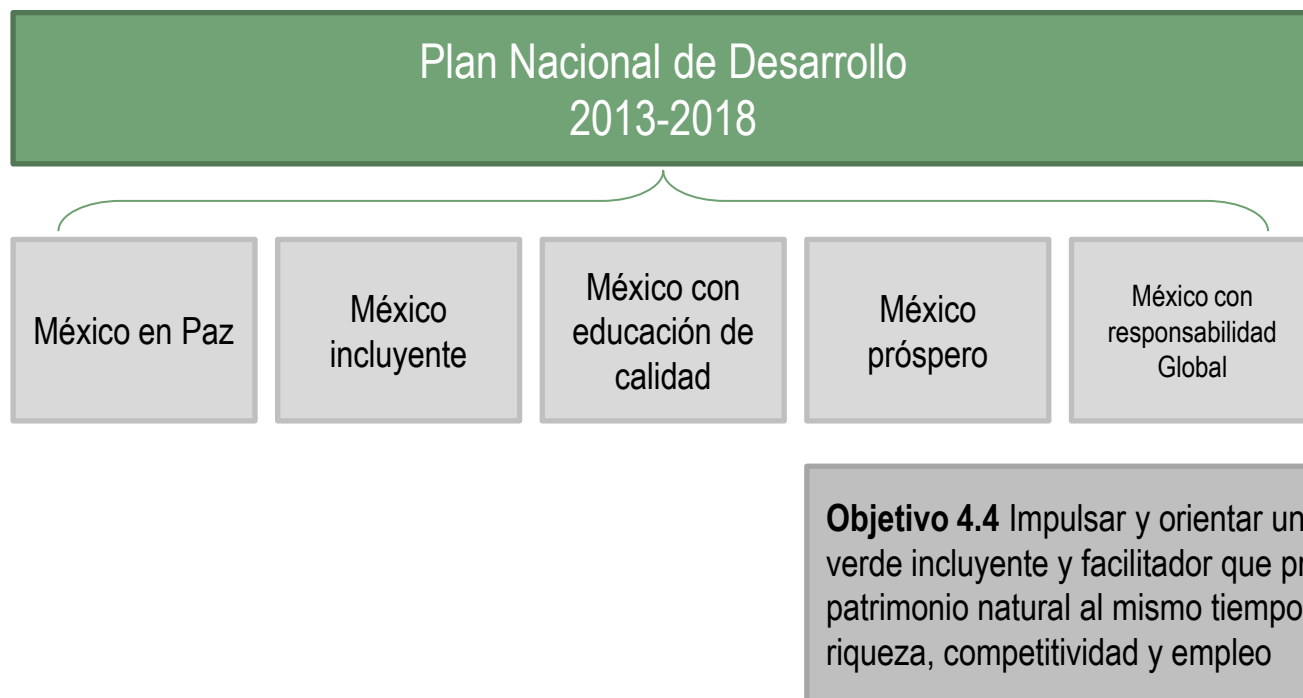 Plan Nacional de Desarrollo
2013-2018
México en Paz
México
incluyente
México con
educación de
calidad
México
próspero
México con
responsabilidad
Global
Objetivo 4.4 Impulsar y orientar un
verde incluyente y facilitador que
patrimonio natural al mismo tiempo
riqueza, competitividad y empleo